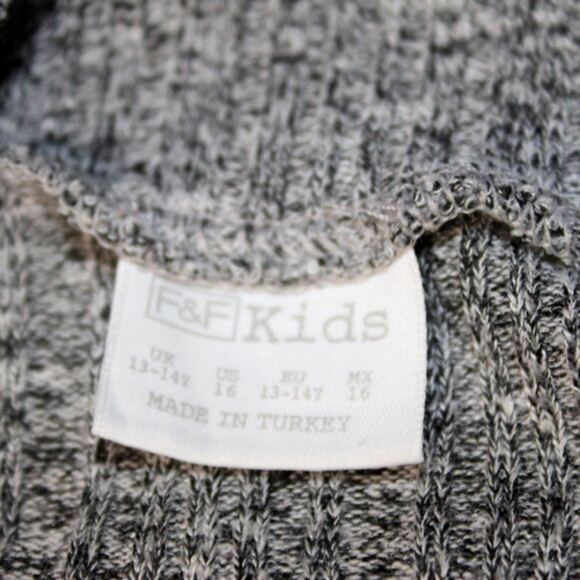 F&F Kids
UK US EU MX
13-14Y 16 13-14Y 16
MADE IN TURKEY